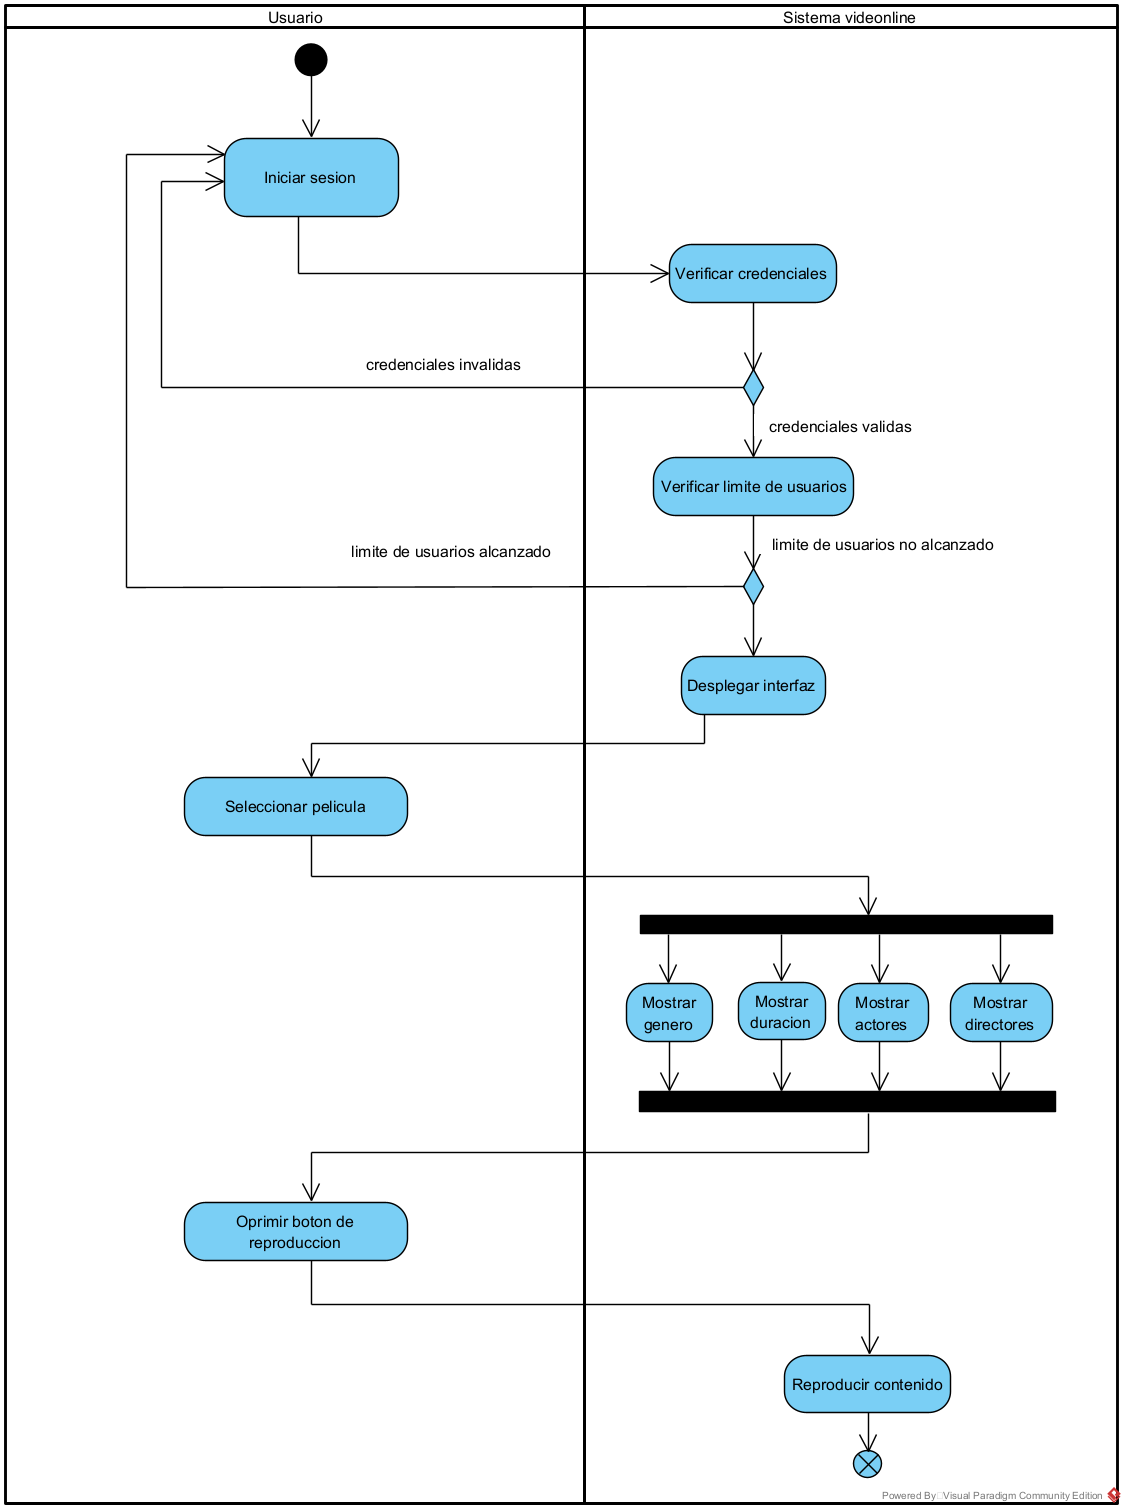 Usuario
Sistema videonline
Iniciar sesion
Verificar credenciales
credenciales invalidas
credenciales validas
Verificar limite de usuarios
limite de usuarios no alcanzado
limite de usuarios alcanzado
Desplegar interfaz
Seleccionar pelicula
Mostrar
genero
Mostrar
duracion
Mostrar
actores
Mostrar
directores
Oprimir boton de
reproduccion
Reproducir contenido
Powered By Visual Paradigm Community Edition